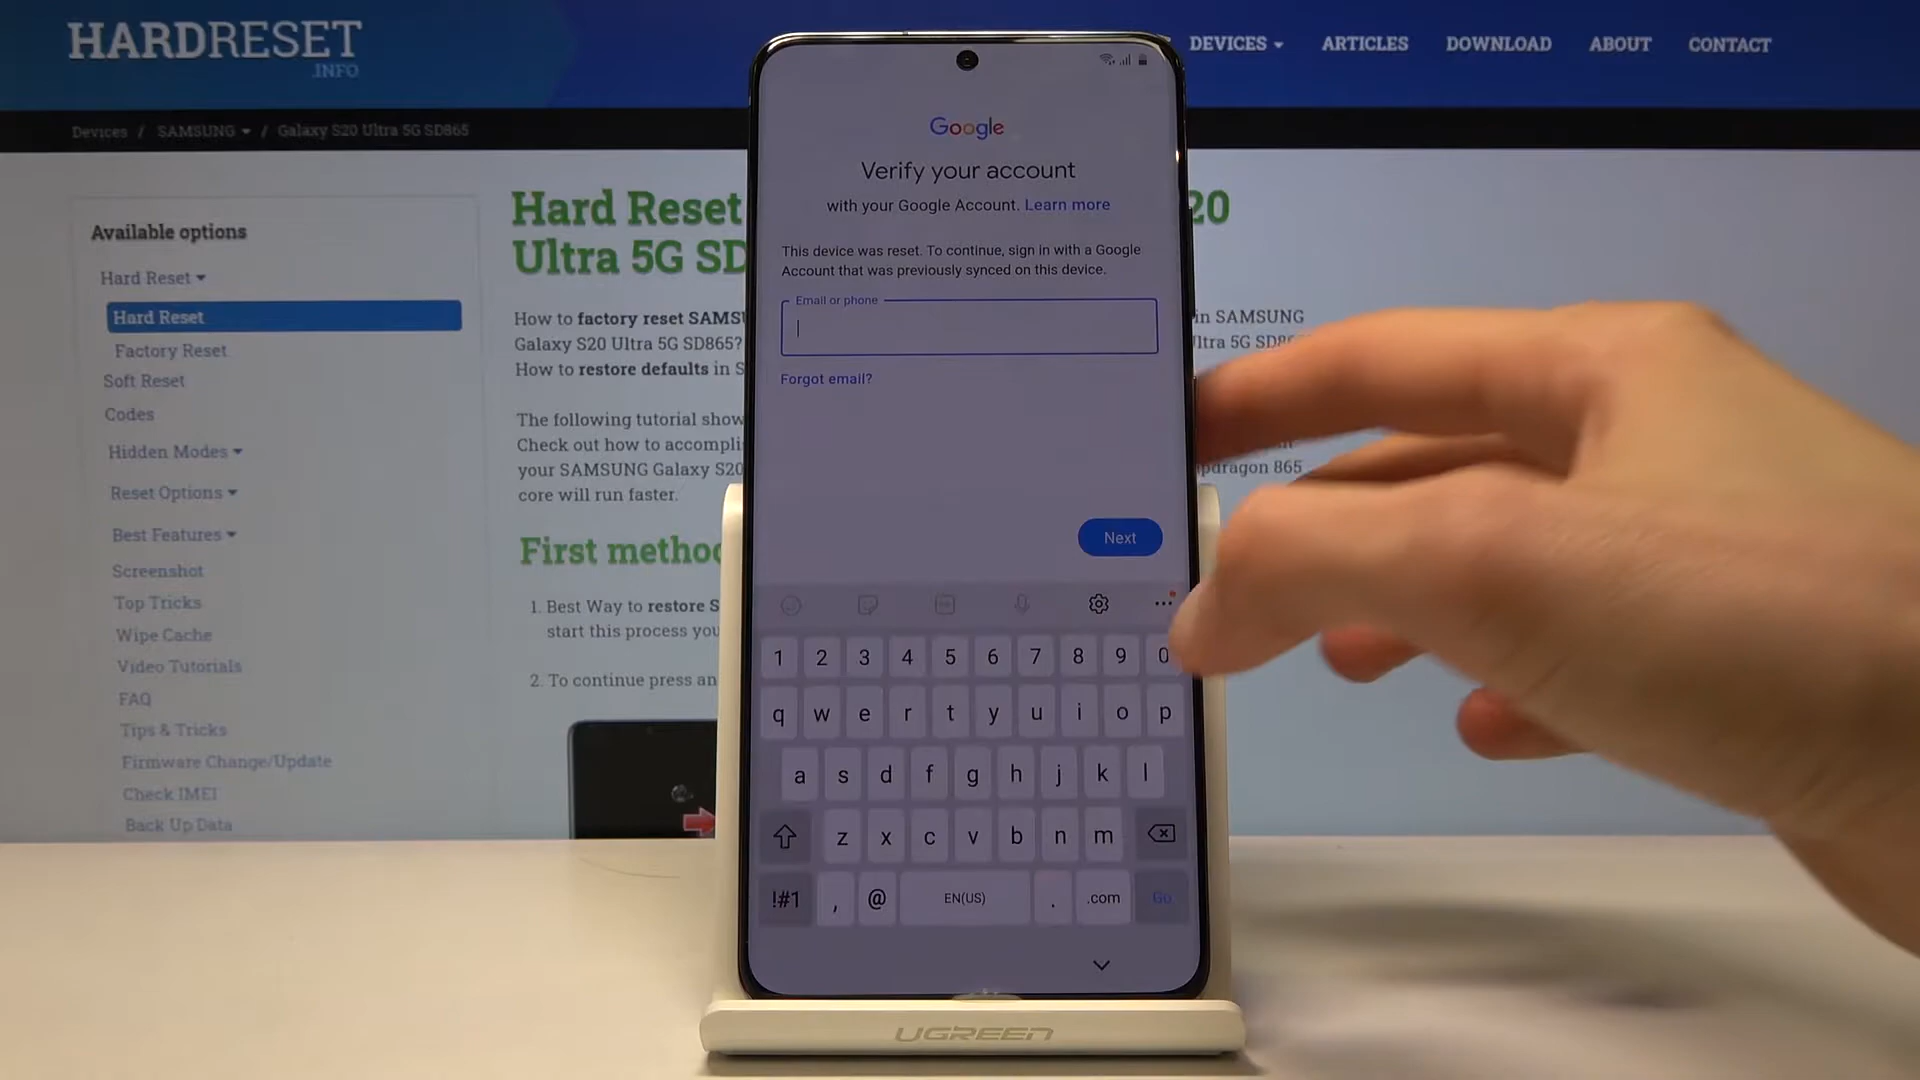 HARDRESET
.INFO
DEVICES
ARTICLES
DOWNLOAD
ABOUT
CONTACT
Devices / SAMSUNG / Galaxy S20 Ultra 5G SD865
Available options
Hard Reset
Hard Reset
Factory Reset
Soft Reset
Codes
Hidden Modes
Reset Options
Best Features
Screenshot
Top Tricks
Wipe Cache
Video Tutorials
FAQ
Tips & Tricks
Firmware Change/Update
Check IMEI
Back Up Data
Hard Reset 20
Ultra 5G SD
How to factory reset SAMSU in SAMSUNG
Galaxy S20 Ultra 5G SD865? ltra 5G SD8
How to restore defaults in S
The following tutorial show
Check out how to accompli
your SAMSUNG Galaxy S20 pdragon 865
core will run faster.
First method
1. Best Way to restore S
start this process you
2. To continue press an
Google
Verify your account
with your Google Account. Learn more
This device was reset. To continue, sign in with a Google
Account that was previously synced on this device.
Email or phone
Forgot email?
Next
1 2 3 4 5 6 7 8 9 0
q w e r t y u i o p
a s d f g h j k l
z x c v b n m
!#1 , @ EN(US) . .com Go
UGREEN